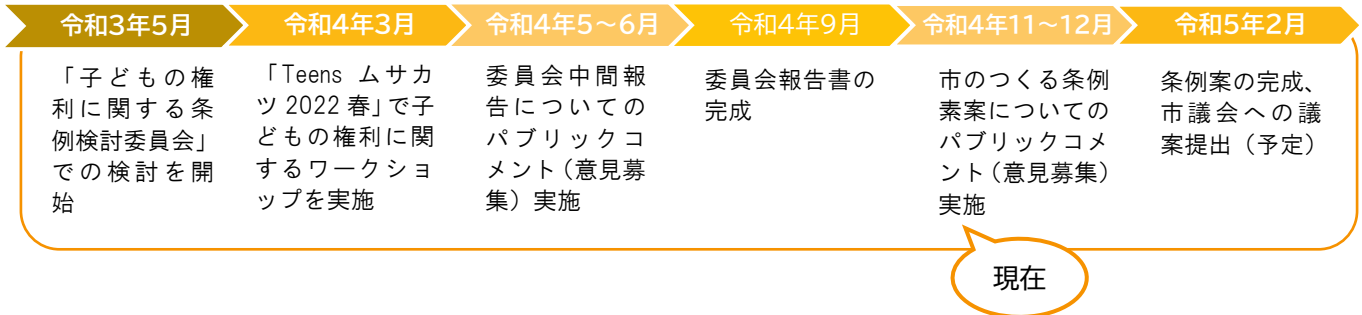 令和3年5月
令和4年3月
令和4年5～6月
令和4年9月
令和4年11～12月
令和5年2月
「子どもの権
利に関する条
例検討委員会」
での検討を開
始
「Teens ムサカ
ツ 2022 春」で子
どもの権利に関
するワークショ
ップを実施
委員会中間報
告についての
パブリックコ
メント（意見募
集）実施
委員会報告書の
完成
市のつくる条例
素案についての
パブリックコメ
ント（意見募集）
実施
条例案の完成、
市議会への議
案提出（予定）
現在